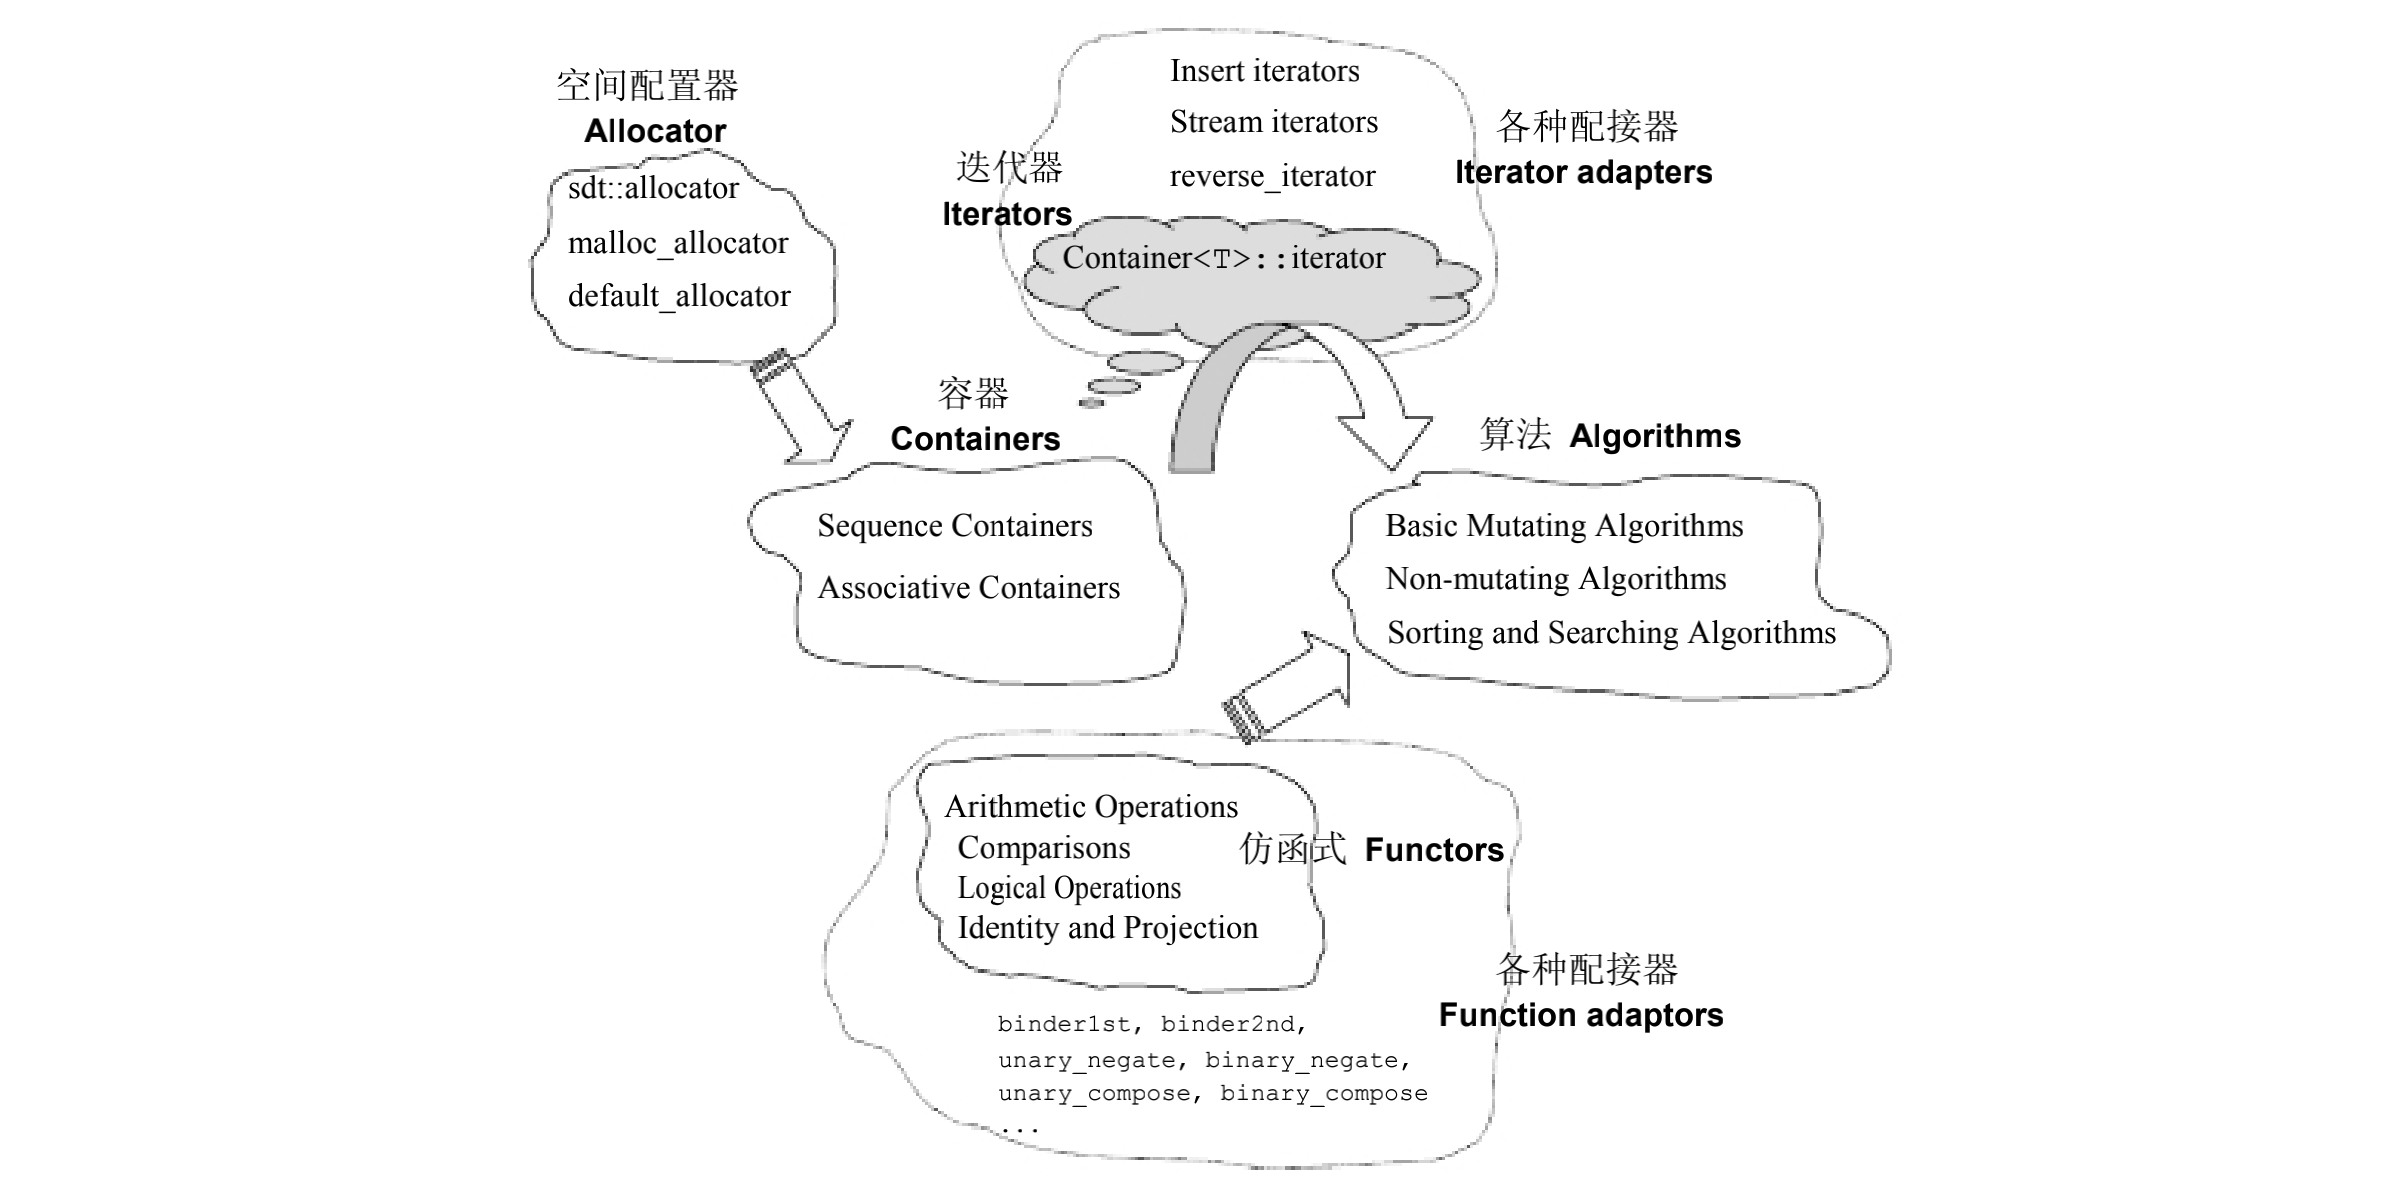 空间配置器
Allocator
sdt::allocator
malloc_allocator
default_allocator
Insert iterators
Stream iterators
reverse_iterator
各种配接器
Iterator adapters
迭代器
Iterators
Container<T>::iterator
容器
Containers
Sequence Containers
Associative Containers
算法 Algorithms
Basic Mutating Algorithms
Non-mutating Algorithms
Sorting and Searching Algorithms
Arithmetic Operations
Comparisons
Logical Operations
Identity and Projection
仿函式 Functors
各种配接器
Function adaptors
binder1st, binder2nd,
unary_negate, binary_negate,
unary_compose, binary_compose
...